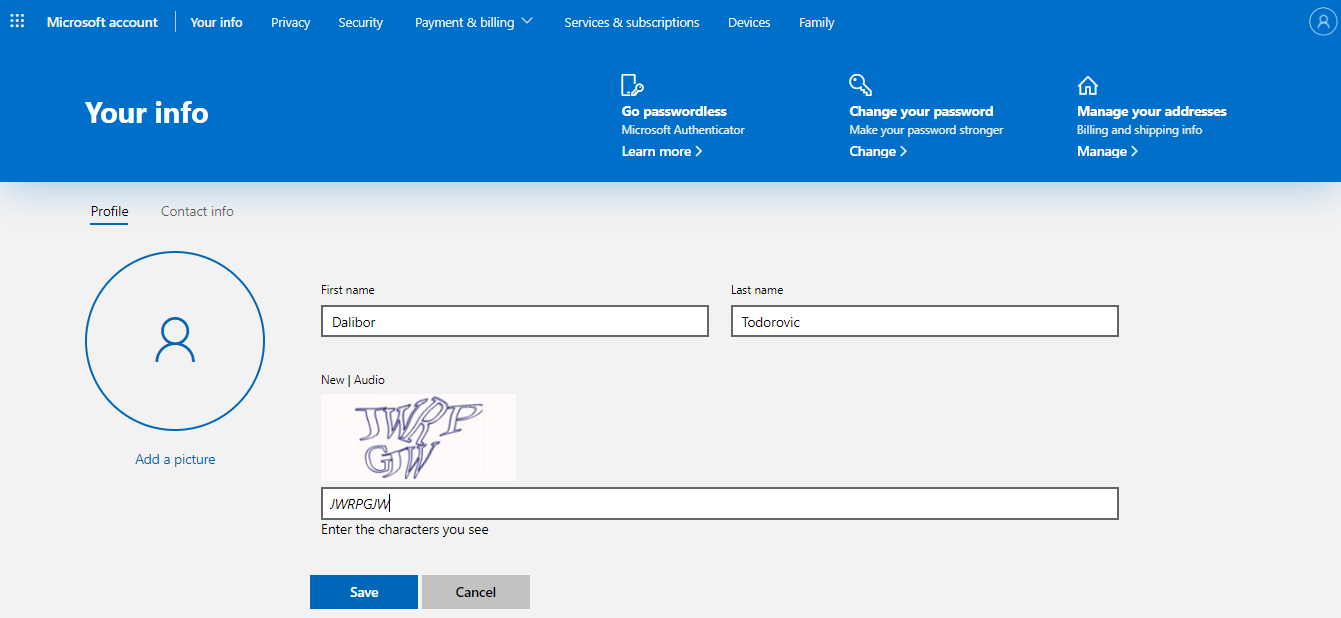 Microsoft account
Your info
Privacy
Security
Payment & billing
Services & subscriptions
Devices
Family
Your info
Go passwordless
Microsoft Authenticator
Learn more
Change your password
Make your password stronger
Change
Manage your addresses
Billing and shipping info
Manage
Profile
Contact info
Add a picture
First name
Dalibor
Last name
Todorovic
New | Audio
JWRP
GJW
JWRPGJW
Enter the characters you see
Save
Cancel